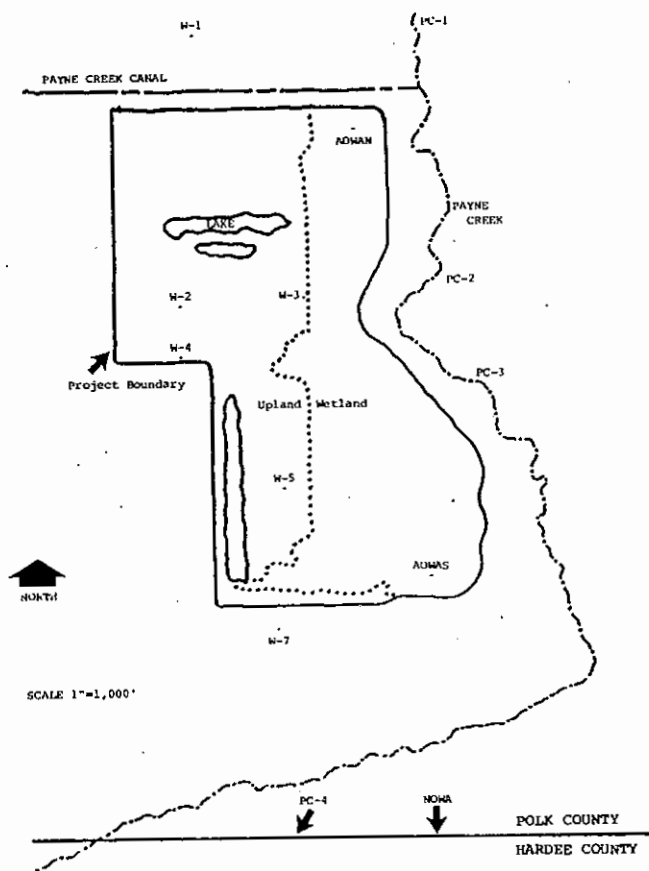 W-1
PC-1
PAYNE CREEK CANAL
AOWAN
PAYNE
CREEK
LAKE
PC-2
W-2
W-3
W-4
PC-3
Project Boundary
Upland Wetland
W-5
AOWAS
NORTH
W-7
SCALE 1"=1,000'
PC-4
NOWA
POLK COUNTY
HARDEE COUNTY